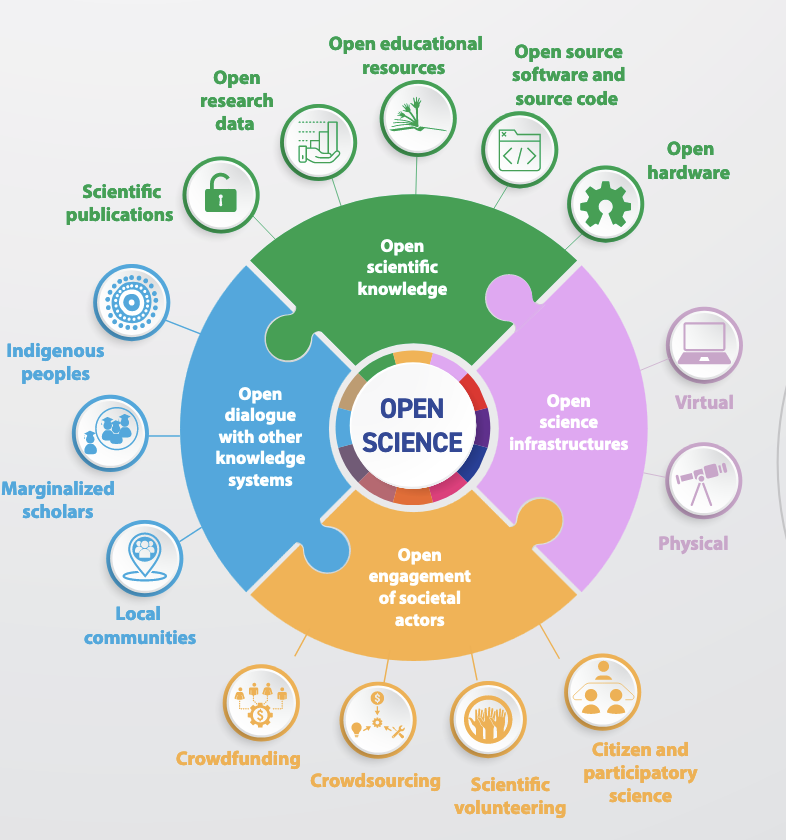 Open educational
resources
Open source
software and
source code
Open
research
data
Open
hardware
Scientific
publications
Open
scientific
knowledge
Indigenous
peoples
Virtual
Open
dialogue
with other
knowledge
systems
OPEN
SCIENCE
Open
science
infrastructures
Marginalized
scholars
Physical
Open
engagement
of societal
actors
Local
communities
Crowdfunding
Crowdsourcing
Scientific
volunteering
Citizen and
participatory
science